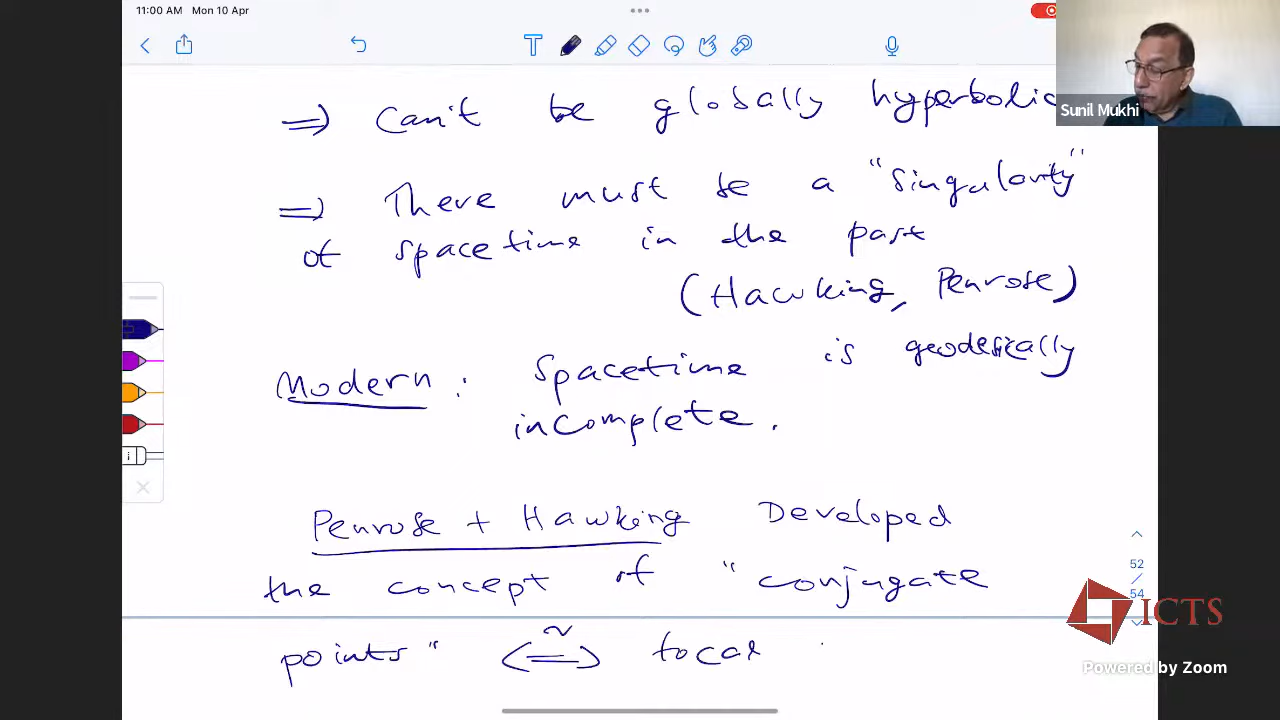 11:00 AM Mon 10 Apr
⇒ Can't be globally hyperbolic
Sunil Mukhi
⇒ There must be a "singularity"
of spacetime in the past
(Hawking, Penrose)
Modern : Spacetime is geodesically
incomplete.
Penrose + Hawking Developed
the concept of "conjugate
points" ⇔ focal
52
/
54
ICTS
Powered by Zoom